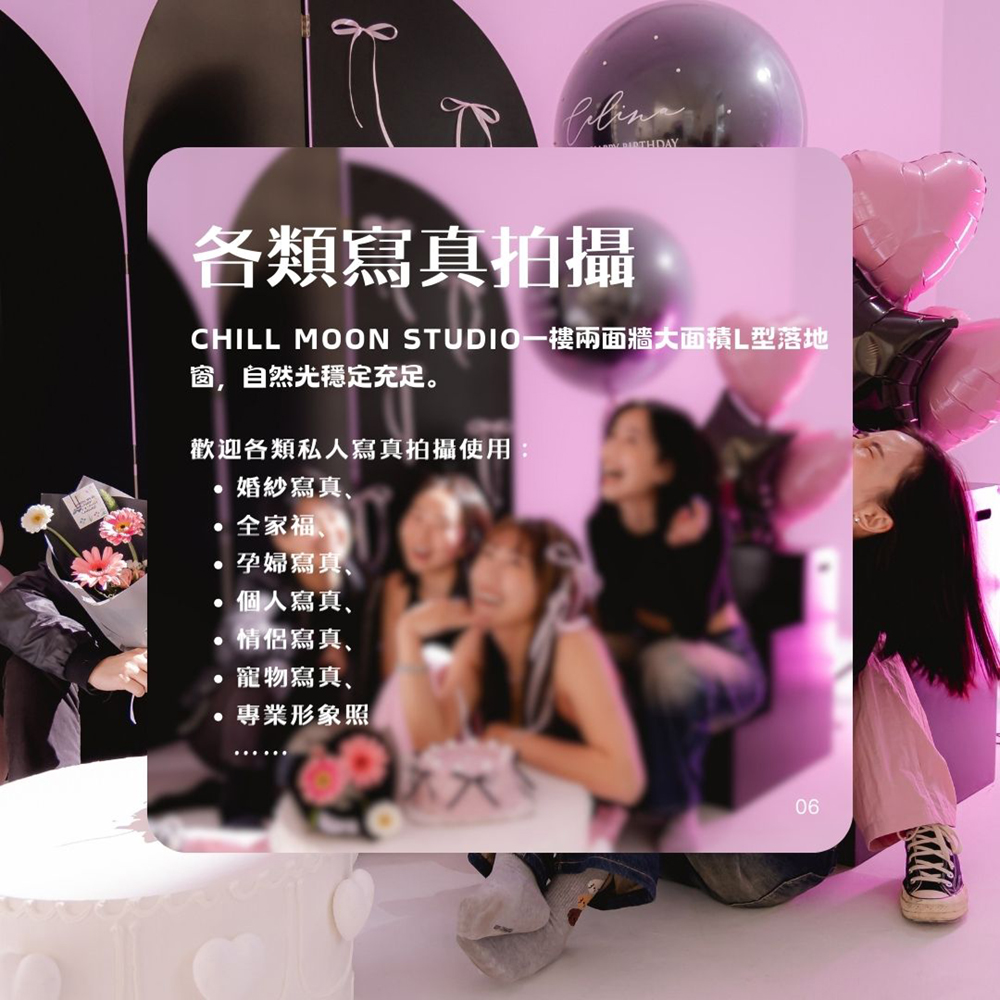 Celina
HAPPY BIRTHDAY
各類寫真拍攝
CHILL MOON STUDIO一樓兩面牆大面積L型落地
窗，自然光穩定充足。
歡迎各類私人寫真拍攝使用：
• 婚紗寫真、
• 全家福、
• 孕婦寫真、
• 個人寫真、
• 情侶寫真、
• 寵物寫真、
• 專業形象照
……
06